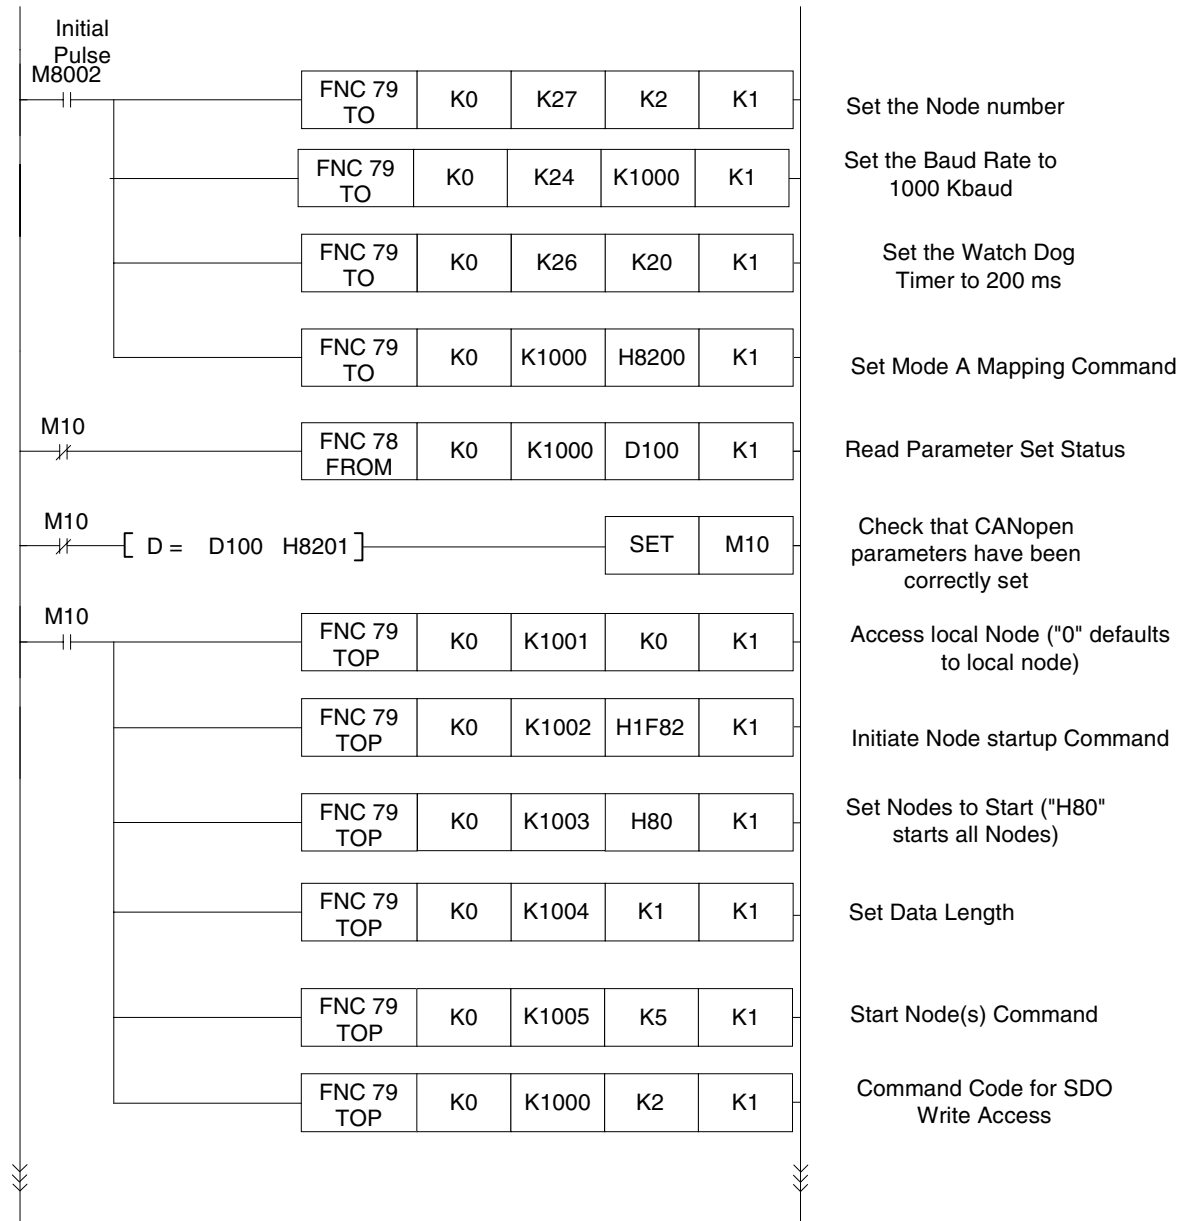 Initial
Pulse
M8002
FNC 79
TO
K0
K27
K2
K1
Set the Node number
FNC 79
TO
K0
K24
K1000
K1
Set the Baud Rate to
1000 Kbaud
FNC 79
TO
K0
K26
K20
K1
Set the Watch Dog
Timer to 200 ms
FNC 79
TO
K0
K1000
H8200
K1
Set Mode A Mapping Command
M10
FNC 78
FROM
K0
K1000
D100
K1
Read Parameter Set Status
M10
[ D = D100 H8201 ]
SET
M10
Check that CANopen
parameters have been
correctly set
M10
FNC 79
TOP
K0
K1001
K0
K1
Access local Node ("0" defaults
to local node)
FNC 79
TOP
K0
K1002
H1F82
K1
Initiate Node startup Command
FNC 79
TOP
K0
K1003
H80
K1
Set Nodes to Start ("H80"
starts all Nodes)
FNC 79
TOP
K0
K1004
K1
K1
Set Data Length
FNC 79
TOP
K0
K1005
K5
K1
Start Node(s) Command
FNC 79
TOP
K0
K1000
K2
K1
Command Code for SDO
Write Access